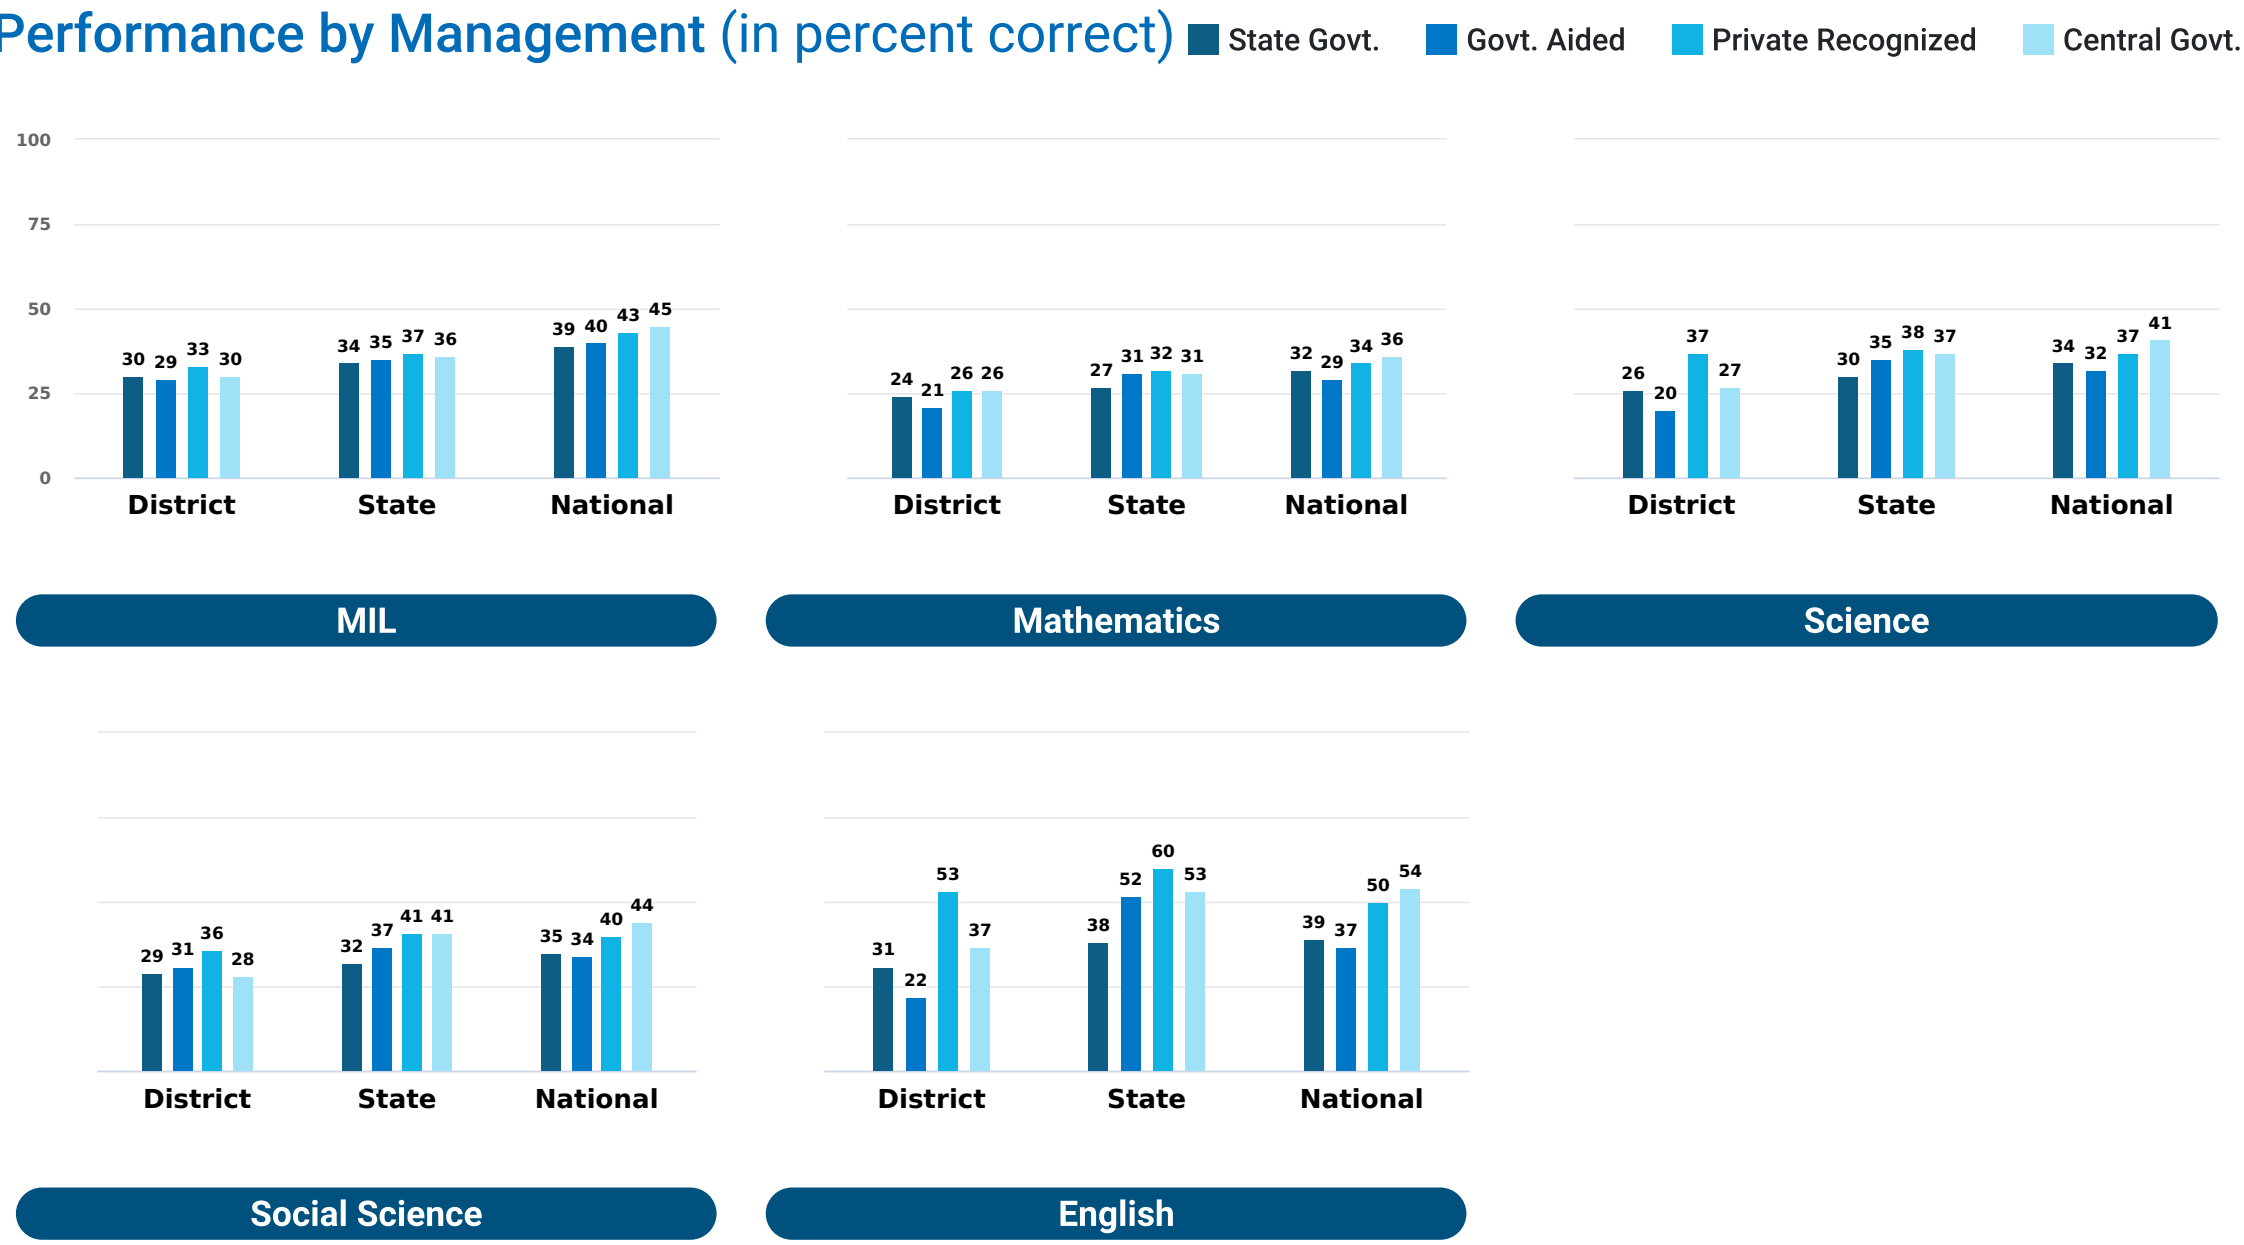 Performance by Management (in percent correct)
State Govt. Govt. Aided Private Recognized Central Govt.
100
75
50
25
0
30 29 33 30 34 35 37 36 39 40 43 45
District State National
MIL
24 21 26 26 27 31 32 31 32 29 34 36
District State National
Mathematics
26 20 37 27 30 35 38 37 34 32 37 41
District State National
Science
29 31 36 28 32 37 41 41 35 34 40 44
District State National
Social Science
31 22 53 37 38 52 60 53 39 37 50 54
District State National
English